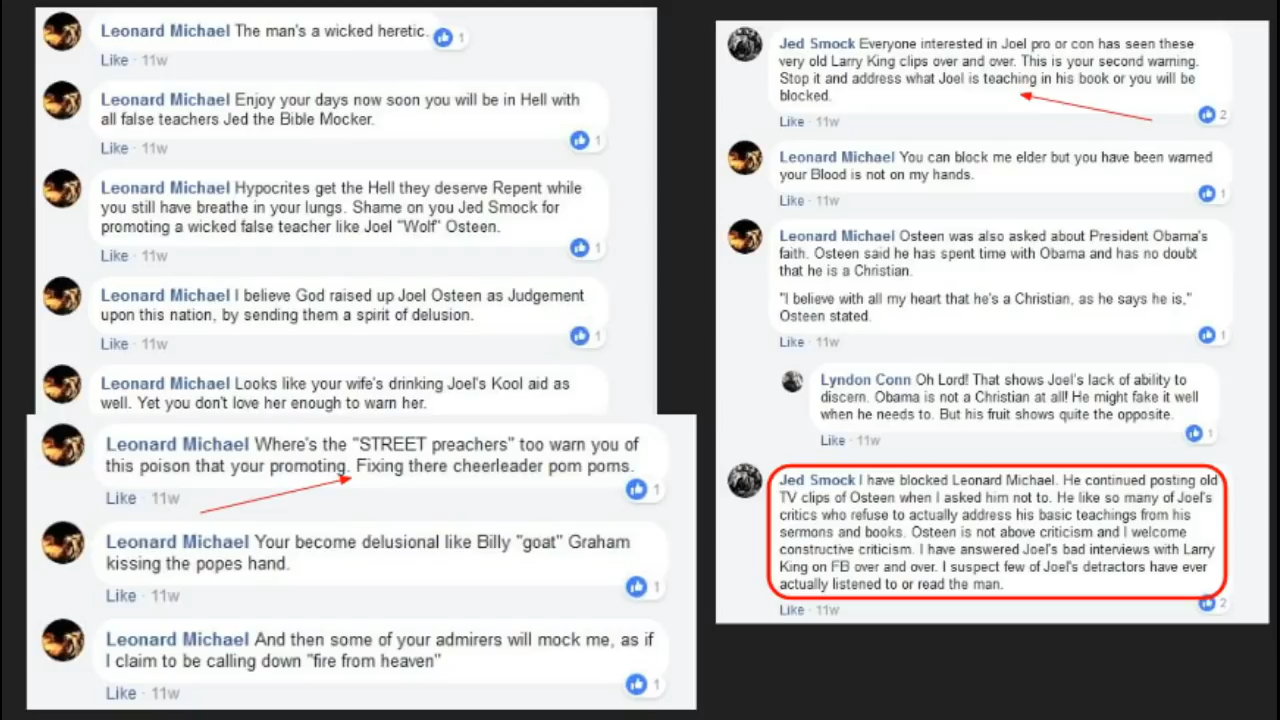 Leonard Michael The man's a wicked heretic.
1
Like · 11w
Leonard Michael Enjoy your days now soon you will be in Hell with
all false teachers Jed the Bible Mocker.
1
Like · 11w
Leonard Michael Hypocrites get the Hell they deserve Repent while
you still have breathe in your lungs. Shame on you Jed Smock for
promoting a wicked false teacher like Joel "Wolf" Osteen.
1
Like · 11w
Leonard Michael I believe God raised up Joel Osteen as Judgement
upon this nation, by sending them a spirit of delusion.
1
Like · 11w
Leonard Michael Looks like your wife's drinking Joel's Kool aid as
well. Yet you don't love her enough to warn her.
Leonard Michael Where's the "STREET preachers" too warn you of
this poison that your promoting. Fixing there cheerleader pom poms.
1
Like · 11w
Leonard Michael Your become delusional like Billy "goat" Graham
kissing the popes hand.
1
Like · 11w
Leonard Michael And then some of your admirers will mock me, as if
I claim to be calling down "fire from heaven"
1
Like · 11w
Jed Smock Everyone interested in Joel pro or con has seen these
very old Larry King clips over and over. This is your second warning.
Stop it and address what Joel is teaching in his book or you will be
blocked.
2
Like · 11w
Leonard Michael You can block me elder but you have been warned
your Blood is not on my hands.
1
Like · 11w
Leonard Michael Osteen was also asked about President Obama's
faith. Osteen said he has spent time with Obama and has no doubt
that he is a Christian.
"I believe with all my heart that he's a Christian, as he says he is,"
Osteen stated.
1
Like · 11w
Lyndon Conn Oh Lord! That shows Joel's lack of ability to
discern. Obama is not a Christian at all! He might fake it well
when he needs to. But his fruit shows quite the opposite.
1
Like · 11w
Jed Smock I have blocked Leonard Michael. He continued posting old
TV clips of Osteen when I asked him not to. He like so many of Joel's
critics who refuse to actually address his basic teachings from his
sermons and books. Osteen is not above criticism and I welcome
constructive criticism. I have answered Joel's bad interviews with Larry
King on FB over and over. I suspect few of Joel's detractors have ever
actually listened to or read the man.
2
Like · 11w